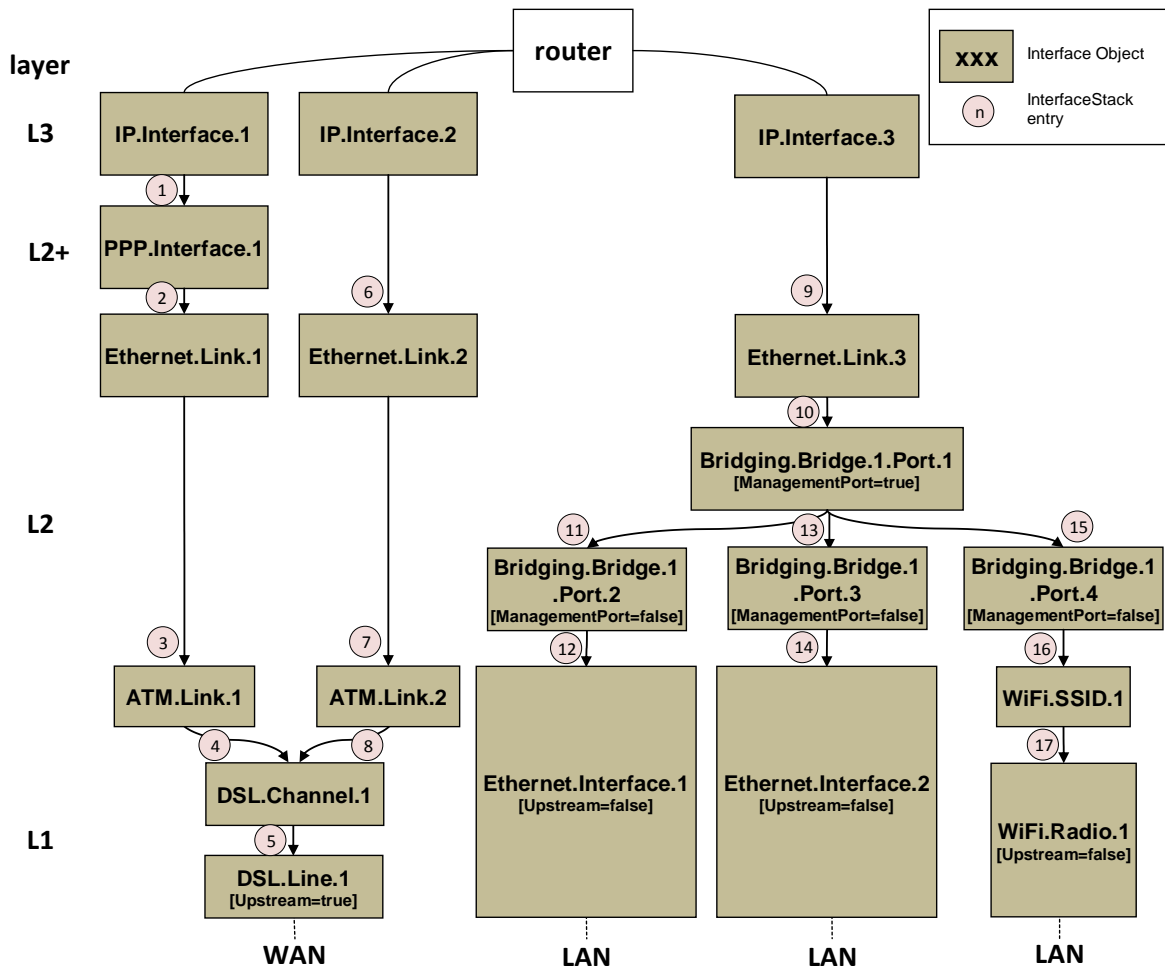 router
layer
xxx
Interface Object
n
InterfaceStack
entry
L3
IP.Interface.1
IP.Interface.2
IP.Interface.3
1
L2+
PPP.Interface.1
2
6
9
Ethernet.Link.1
Ethernet.Link.2
Ethernet.Link.3
10
Bridging.Bridge.1.Port.1
[ManagementPort=true]
L2
11
13
15
Bridging.Bridge.1
.Port.2
[ManagementPort=false]
Bridging.Bridge.1
.Port.3
[ManagementPort=false]
Bridging.Bridge.1
.Port.4
[ManagementPort=false]
3
7
12
14
16
ATM.Link.1
ATM.Link.2
WiFi.SSID.1
4
8
17
DSL.Channel.1
Ethernet.Interface.1
[Upstream=false]
Ethernet.Interface.2
[Upstream=false]
L1
5
WiFi.Radio.1
[Upstream=false]
DSL.Line.1
[Upstream=true]
WAN
LAN
LAN
LAN